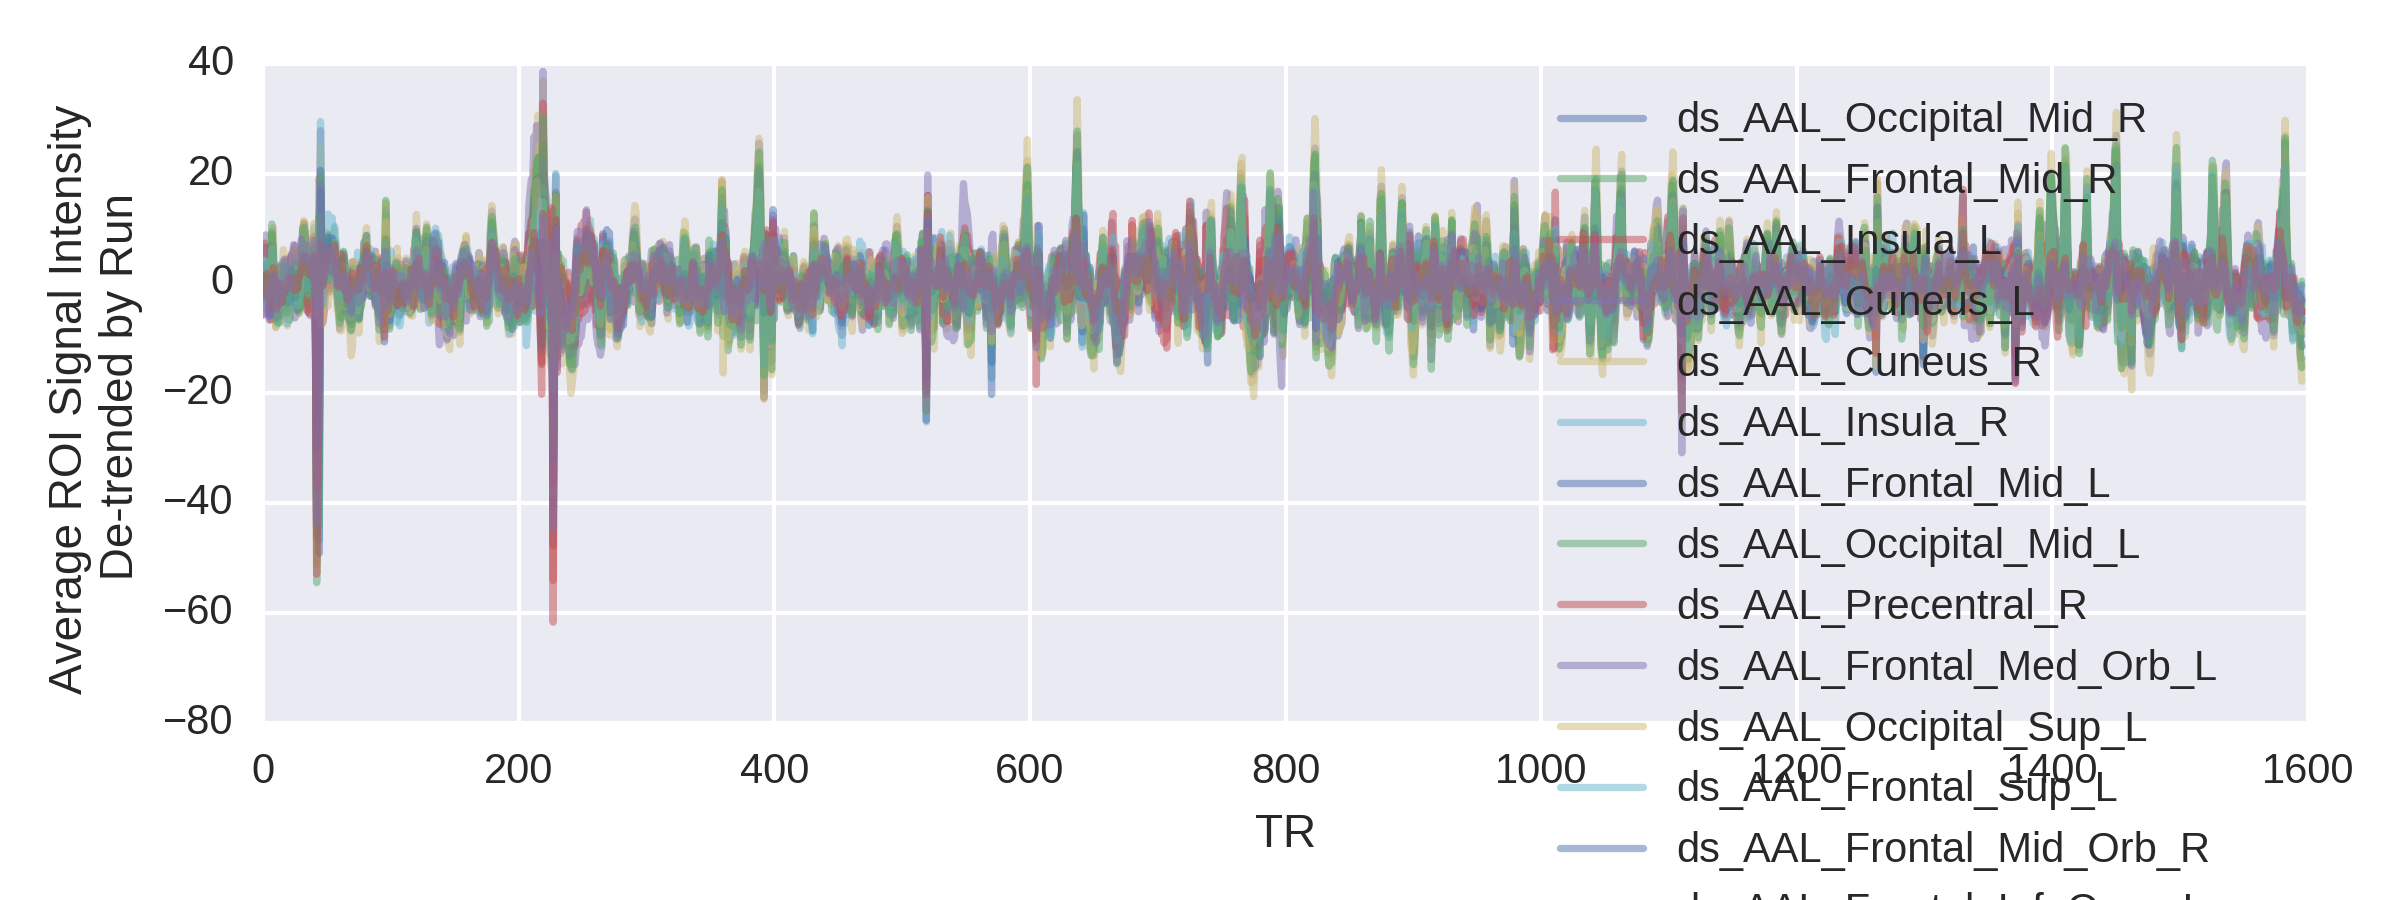 Average ROI Signal Intensity
De-trended by Run
40
20
0
−20
−40
−60
−80
0 200 400 600 800 1000 1200 1400 1600
TR
ds_AAL_Occipital_Mid_R
ds_AAL_Frontal_Mid_R
ds_AAL_Insula_L
ds_AAL_Cuneus_L
ds_AAL_Cuneus_R
ds_AAL_Insula_R
ds_AAL_Frontal_Mid_L
ds_AAL_Occipital_Mid_L
ds_AAL_Precentral_R
ds_AAL_Frontal_Med_Orb_L
ds_AAL_Occipital_Sup_L
ds_AAL_Frontal_Sup_L
ds_AAL_Frontal_Mid_Orb_R